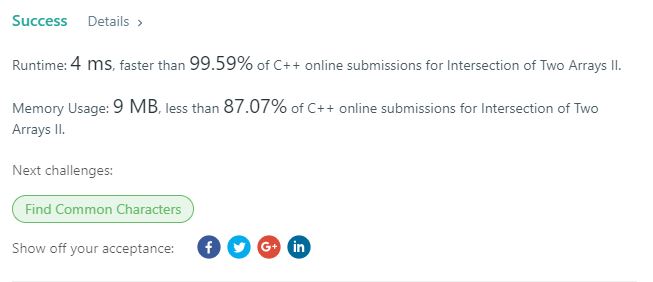 Success Details ›
Runtime: 4 ms, faster than 99.59% of C++ online submissions for Intersection of Two Arrays II.
Memory Usage: 9 MB, less than 87.07% of C++ online submissions for Intersection of Two
Arrays II.
Next challenges:
Find Common Characters
Show off your acceptance: f G+ in